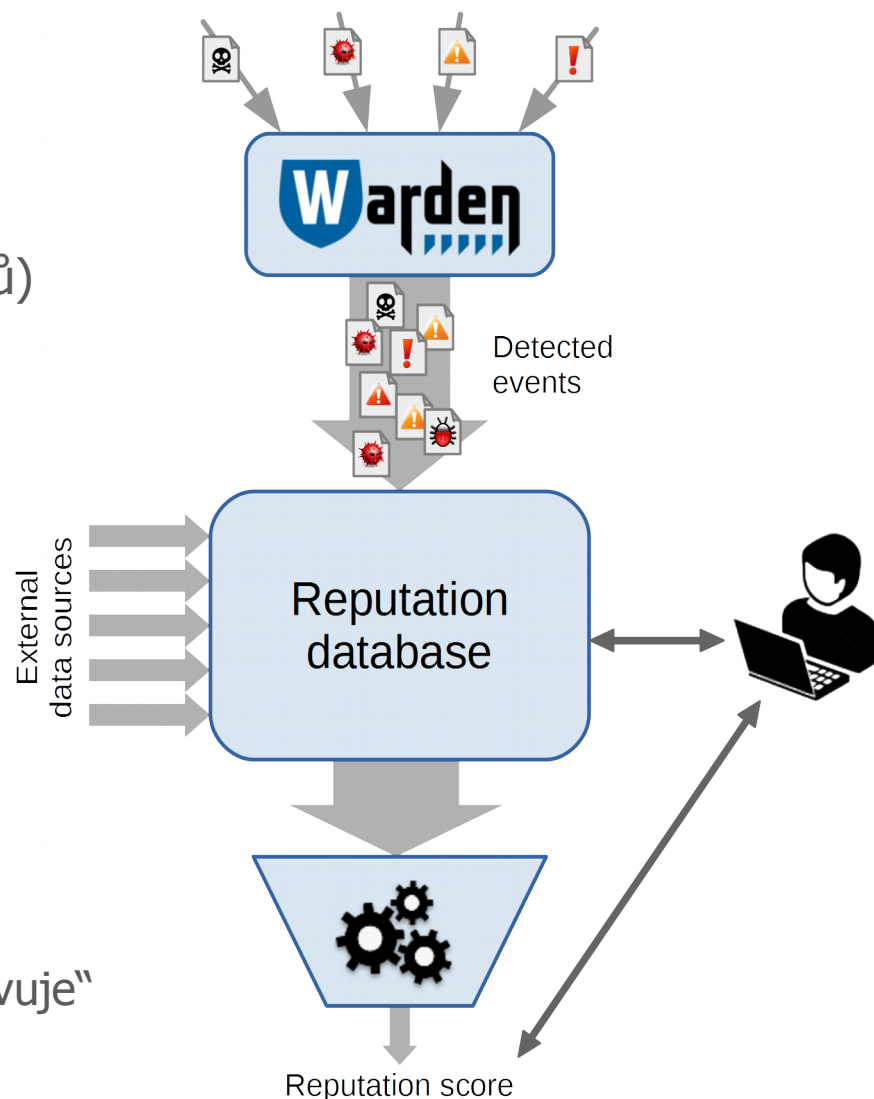 Warden
ů)
Detected
events
External
data sources
Reputation
database
vuje“
Reputation score